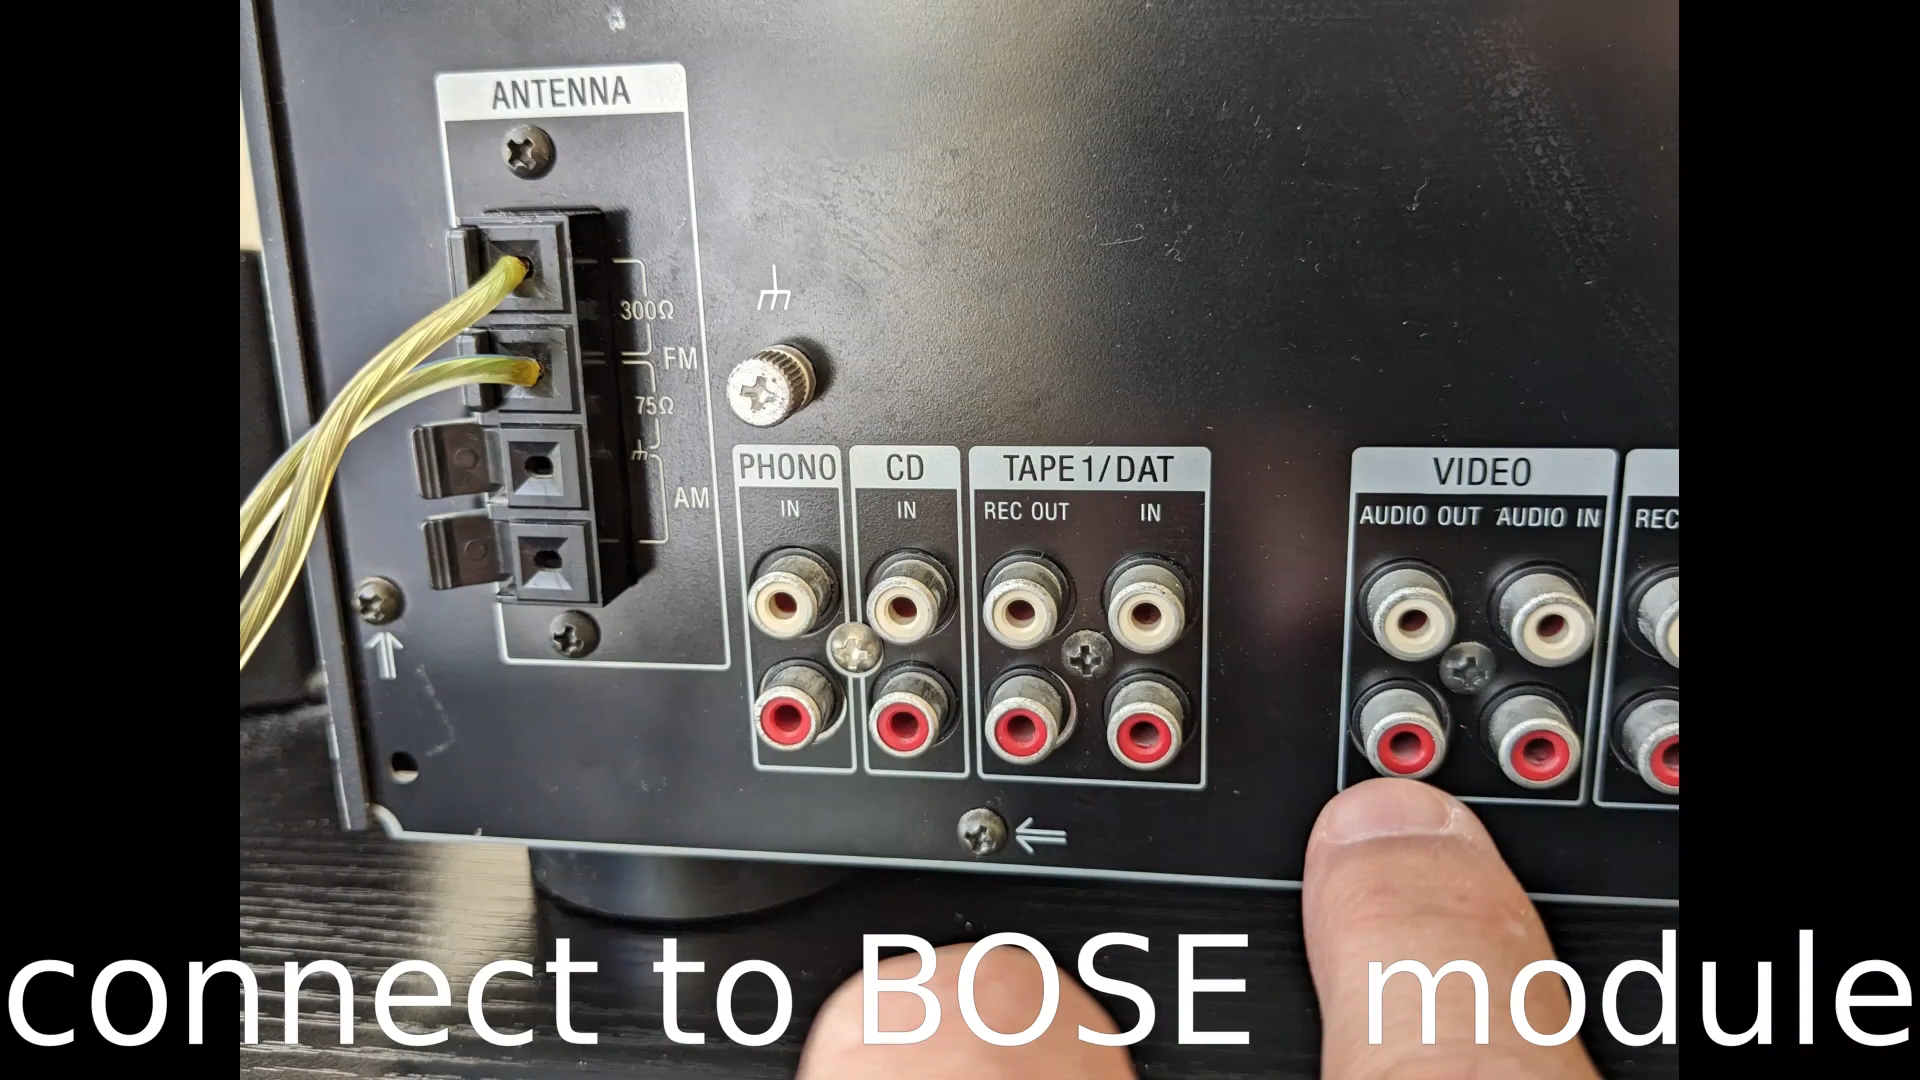 ANTENNA
300Ω
FM
75Ω
AM
PHONO
IN
CD
IN
TAPE 1/DAT
REC OUT IN
VIDEO
AUDIO OUT AUDIO IN
REC
connect to BOSE module